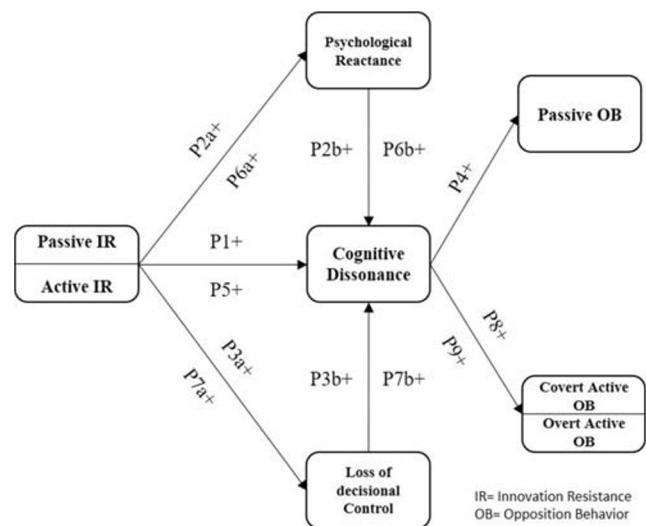 Psychological
Reactance
P2a+
P6a+
P2b+ P6b+
Passive OB
P4+
Passive IR
Active IR
P1+
P5+
Cognitive
Dissonance
P8+
P9+
P3a+
P7a+
P3b+ P7b+
Covert Active
OB
Overt Active
OB
Loss of
decisional
Control
IR= Innovation Resistance
OB= Opposition Behavior